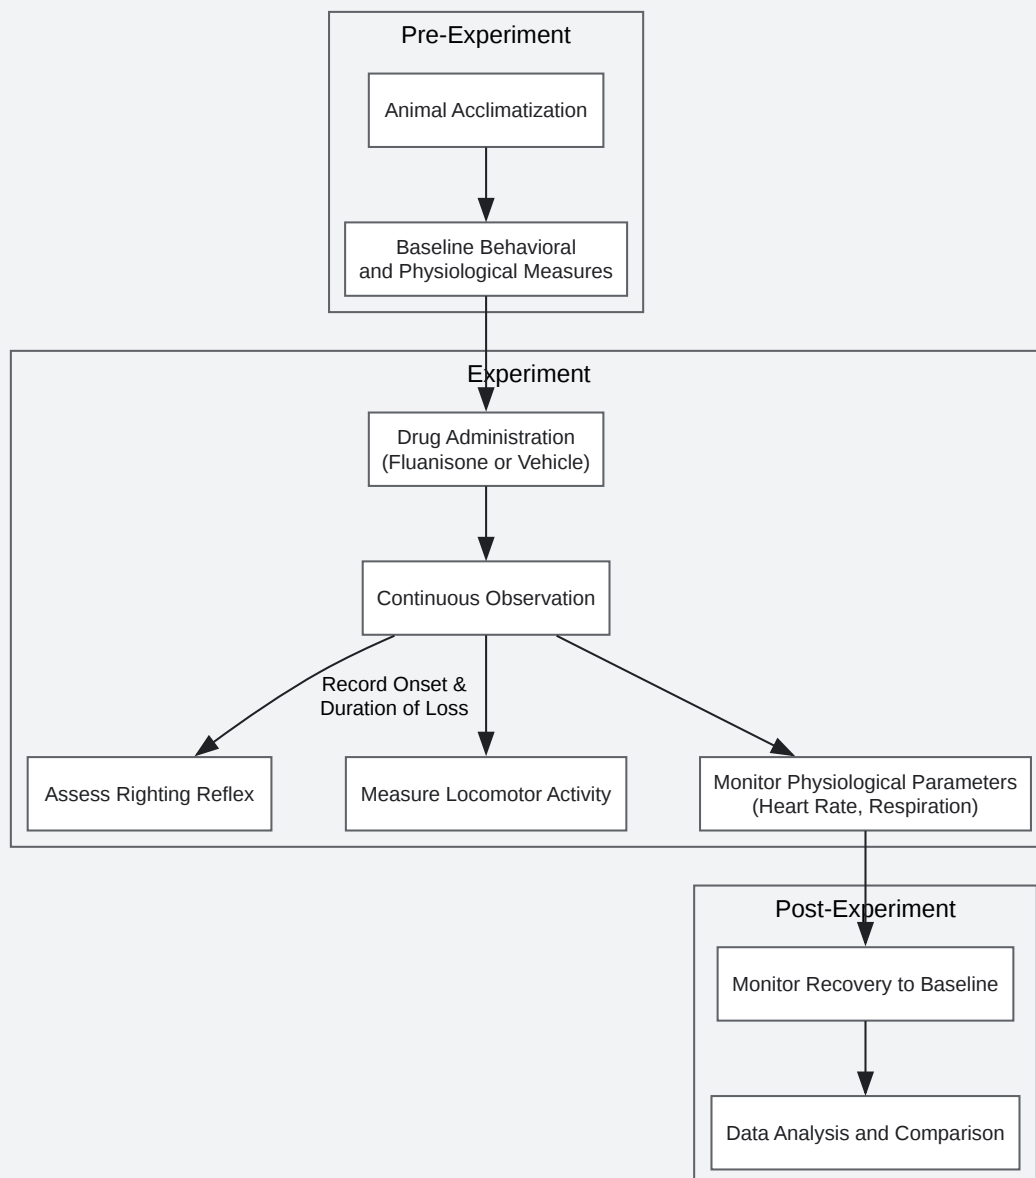 Pre-Experiment
Animal Acclimatization
Baseline Behavioral
and Physiological Measures
Experiment
Drug Administration
(Fluanisone or Vehicle)
Continuous Observation
Record Onset &
Duration of Loss
Assess Righting Reflex
Measure Locomotor Activity
Monitor Physiological Parameters
(Heart Rate, Respiration)
Post-Experiment
Monitor Recovery to Baseline
Data Analysis and Comparison